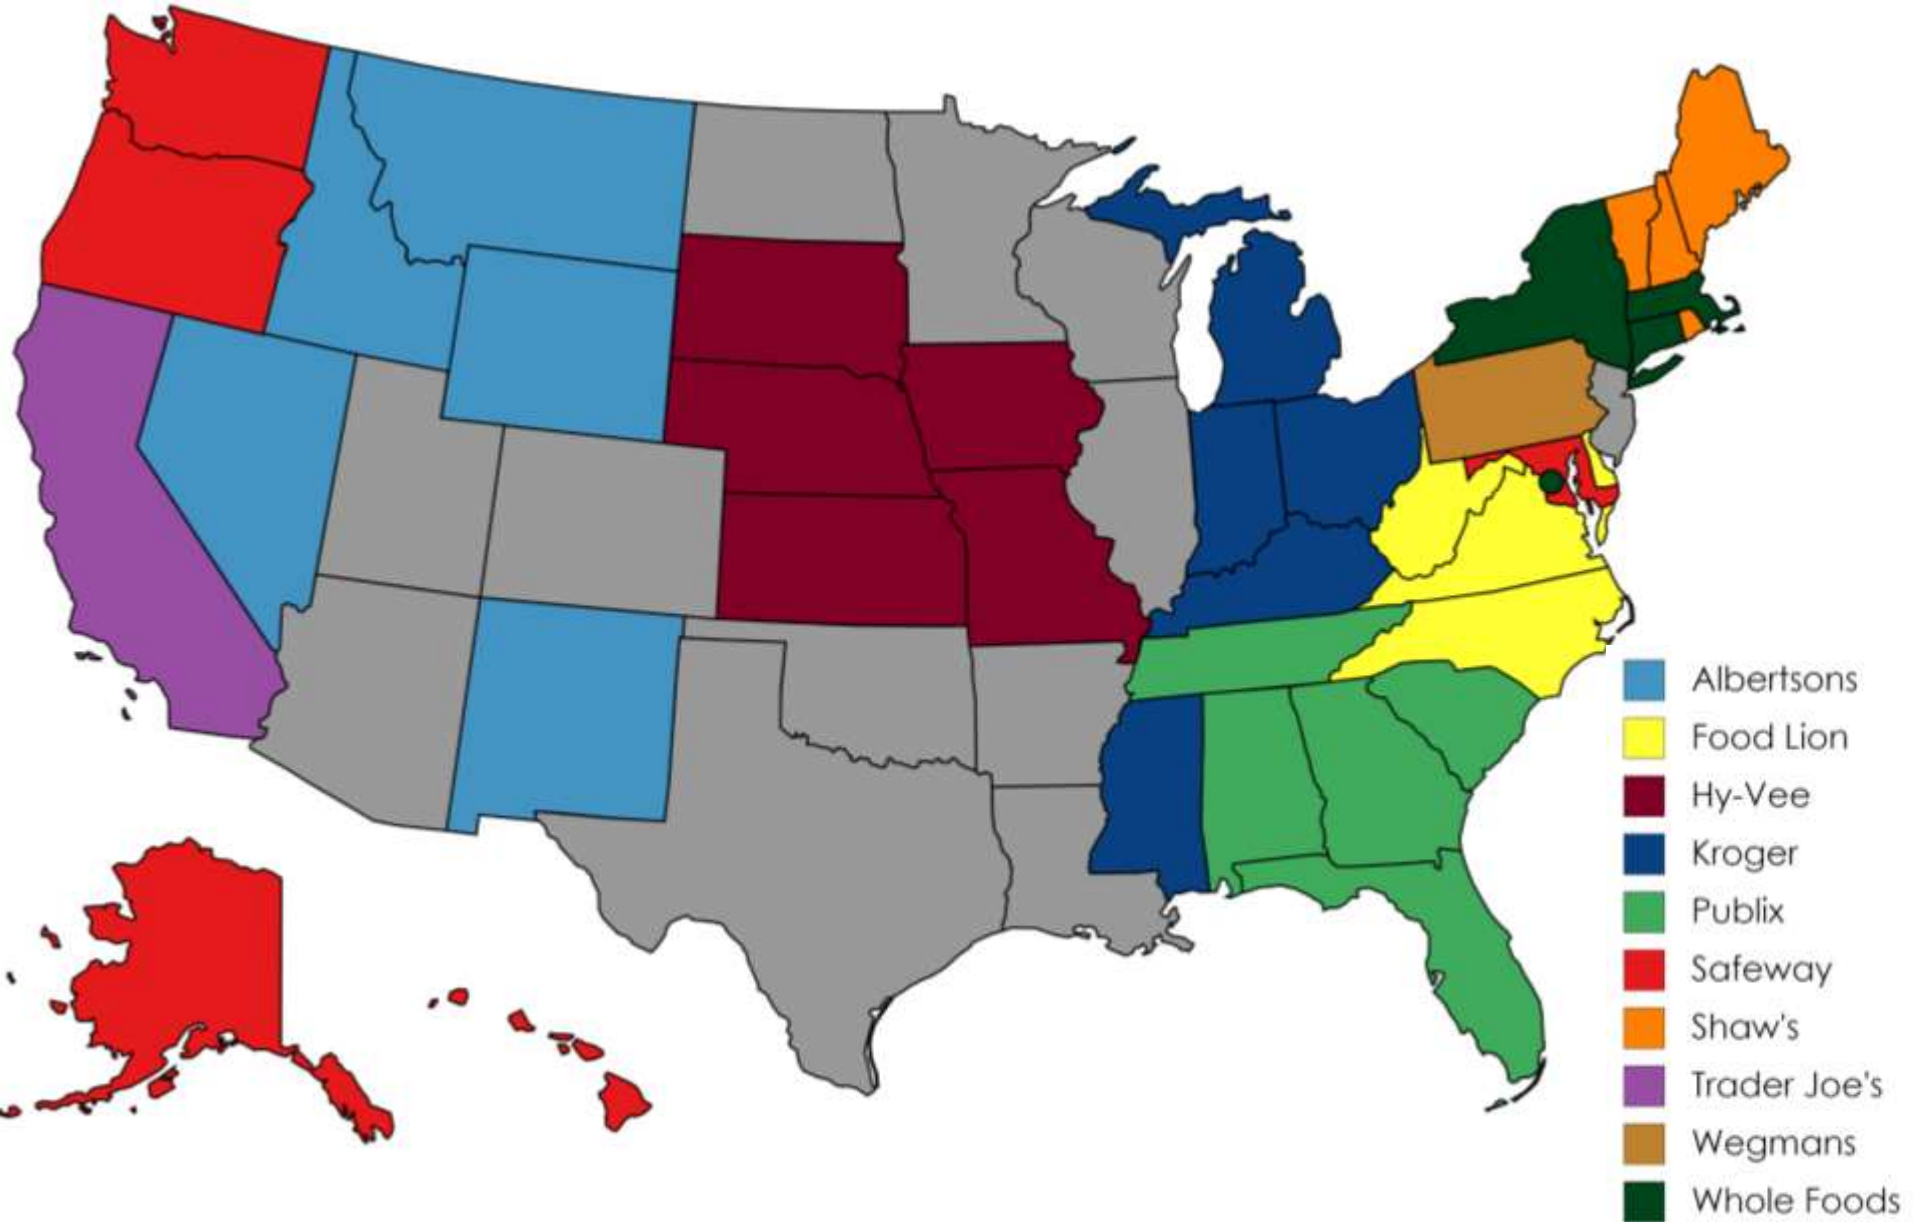 Albertsons
Food Lion
Hy-Vee
Kroger
Publix
Safeway
Shaw's
Trader Joe's
Wegmans
Whole Foods